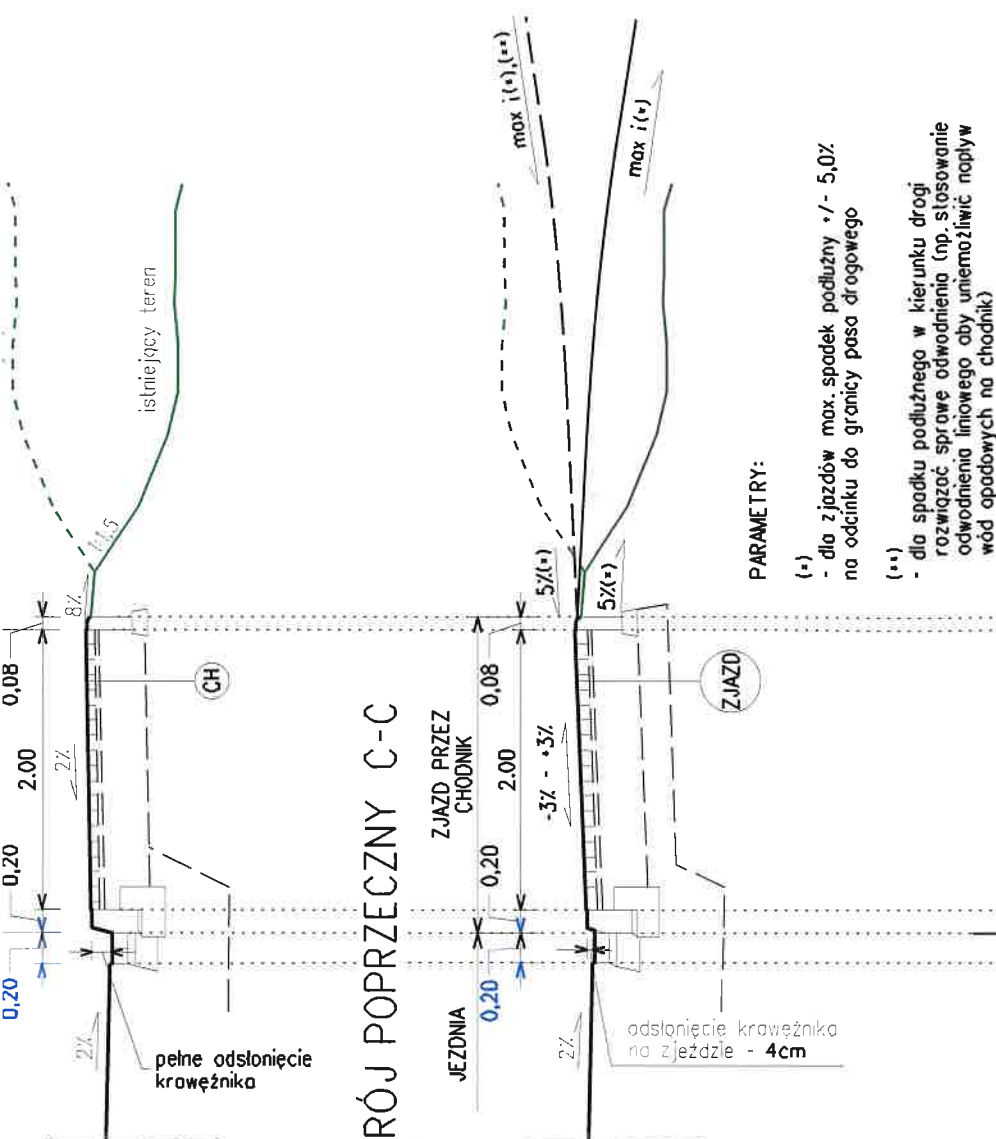 0,20
0,20
2.00
0,08
2%
2%
8%
1:1.5
istniejący teren
CH
pełne odsłonięcie
krawężnika
RÓJ POPRZECZNY C-C
JEZDNIA
ZJAZD PRZEZ
CHODNIK
0,20
0,20
2.00
0,08
2%
-3% - +3%
5%(*)
5%(*)
max i(*),(**)
max i(*)
ZJAZD
odsłonięcie krawężnika
na zjeździe - 4cm
PARAMETRY:
(*)
- dla zjazdów max. spadek podłużny +/- 5,0%
na odcinku do granicy pasa drogowego
(**)
- dla spadku podłużnego w kierunku drogi
rozwiązać sprawę odwodnienia (np. stosowanie
odwodnienia liniowego aby uniemożliwić napływ
wód opadowych na chodnik)